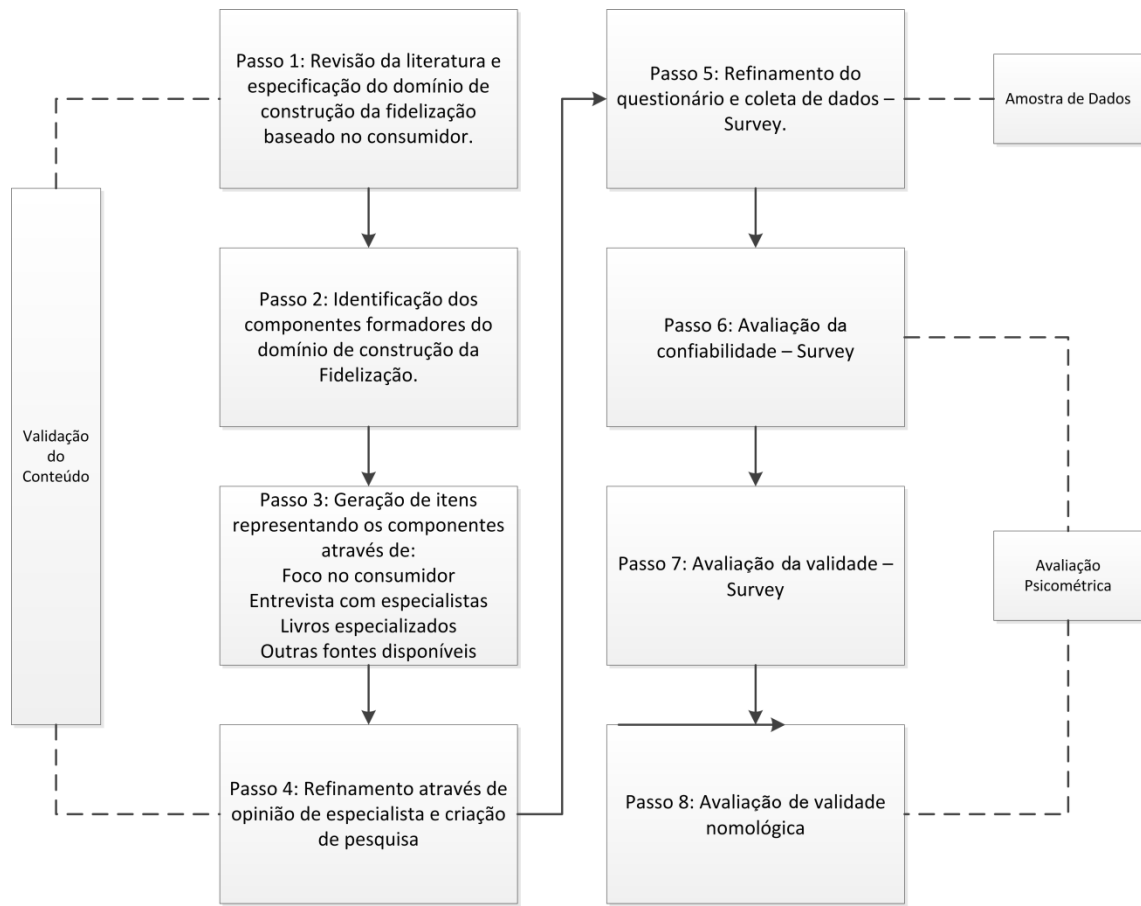 Passo 1: Revisão da literatura e
especificação do domínio de
construção da fidelização
baseado no consumidor.
Passo 2: Identificação dos
componentes formadores do
domínio de construção da
Fidelização.
Passo 3: Geração de itens
representando os componentes
através de:
Foco no consumidor
Entrevista com especialistas
Livros especializados
Outras fontes disponíveis
Passo 4: Refinamento através de
opinião de especialista e criação
de pesquisa
Validação
do
Conteúdo
Passo 5: Refinamento do
questionário e coleta de dados –
Survey.
Amostra de Dados
Passo 6: Avaliação da
confiabilidade – Survey
Passo 7: Avaliação da validade –
Survey
Passo 8: Avaliação de validade
nomológica
Avaliação
Psicométrica